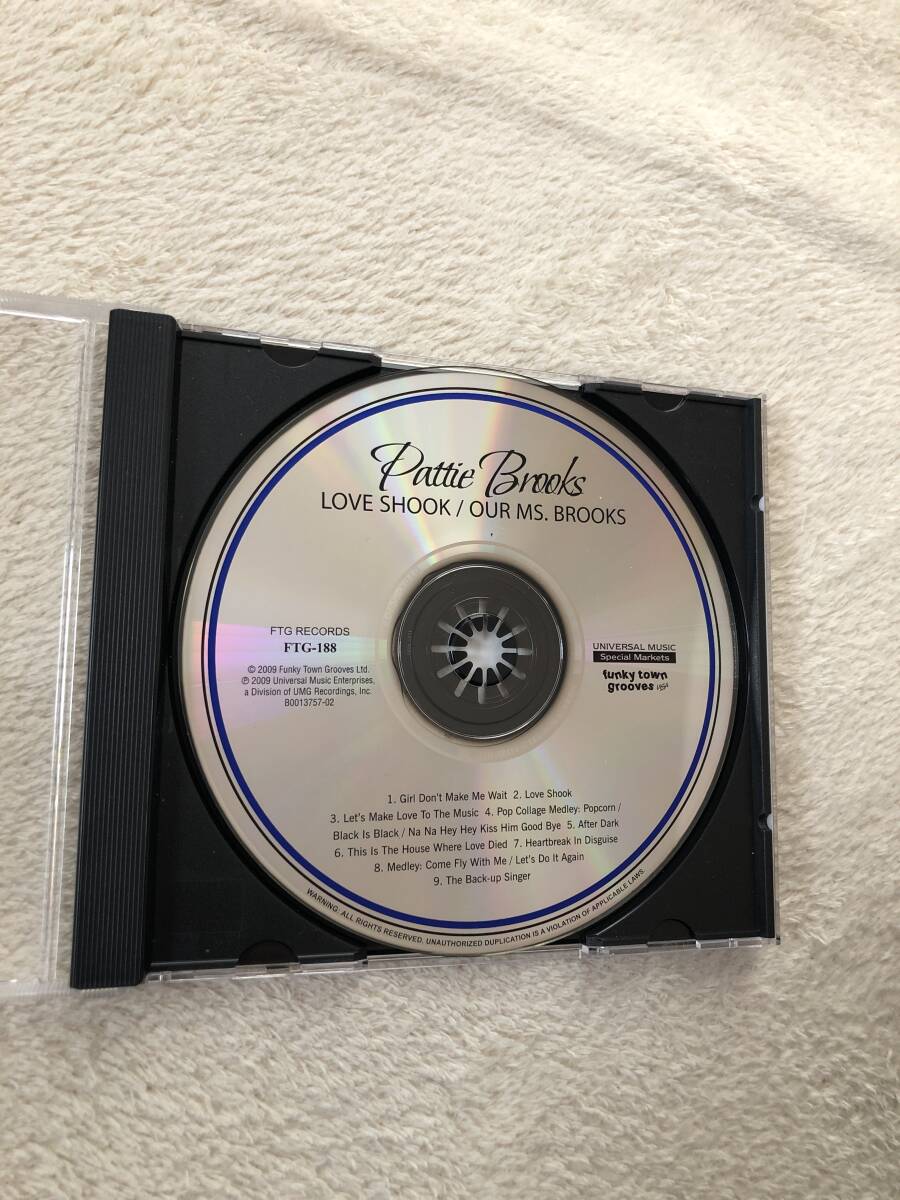 Pattie Brooks
LOVE SHOOK / OUR MS. BROOKS
FTG RECORDS
FTG-188
© 2009 Funky Town Grooves Ltd.
℗ 2009 Universal Music Enterprises,
a Division of UMG Recordings, Inc.
B0013757-02
UNIVERSAL MUSIC
Special Markets
funky town
grooves USA
1. Girl Don't Make Me Wait 2. Love Shook
3. Let's Make Love To The Music 4. Pop Collage Medley: Popcorn /
Black Is Black / Na Na Hey Hey Kiss Him Good Bye 5. After Dark
6. This Is The House Where Love Died 7. Heartbreak In Disguise
8. Medley: Come Fly With Me / Let's Do It Again
9. The Back-up Singer
WARNING: ALL RIGHTS RESERVED. UNAUTHORIZED DUPLICATION IS A VIOLATION OF APPLICABLE LAWS.